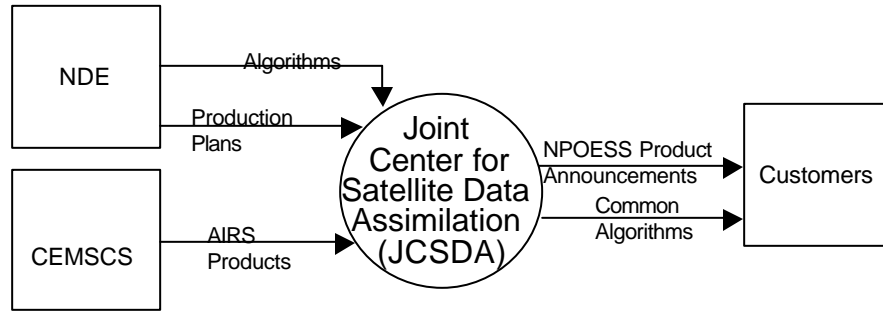 NDE
Algorithms
Production
Plans
CEMSCS
AIRS
Products
Joint
Center for
Satellite Data
Assimilation
(JCSDA)
NPOESS Product
Announcements
Common
Algorithms
Customers